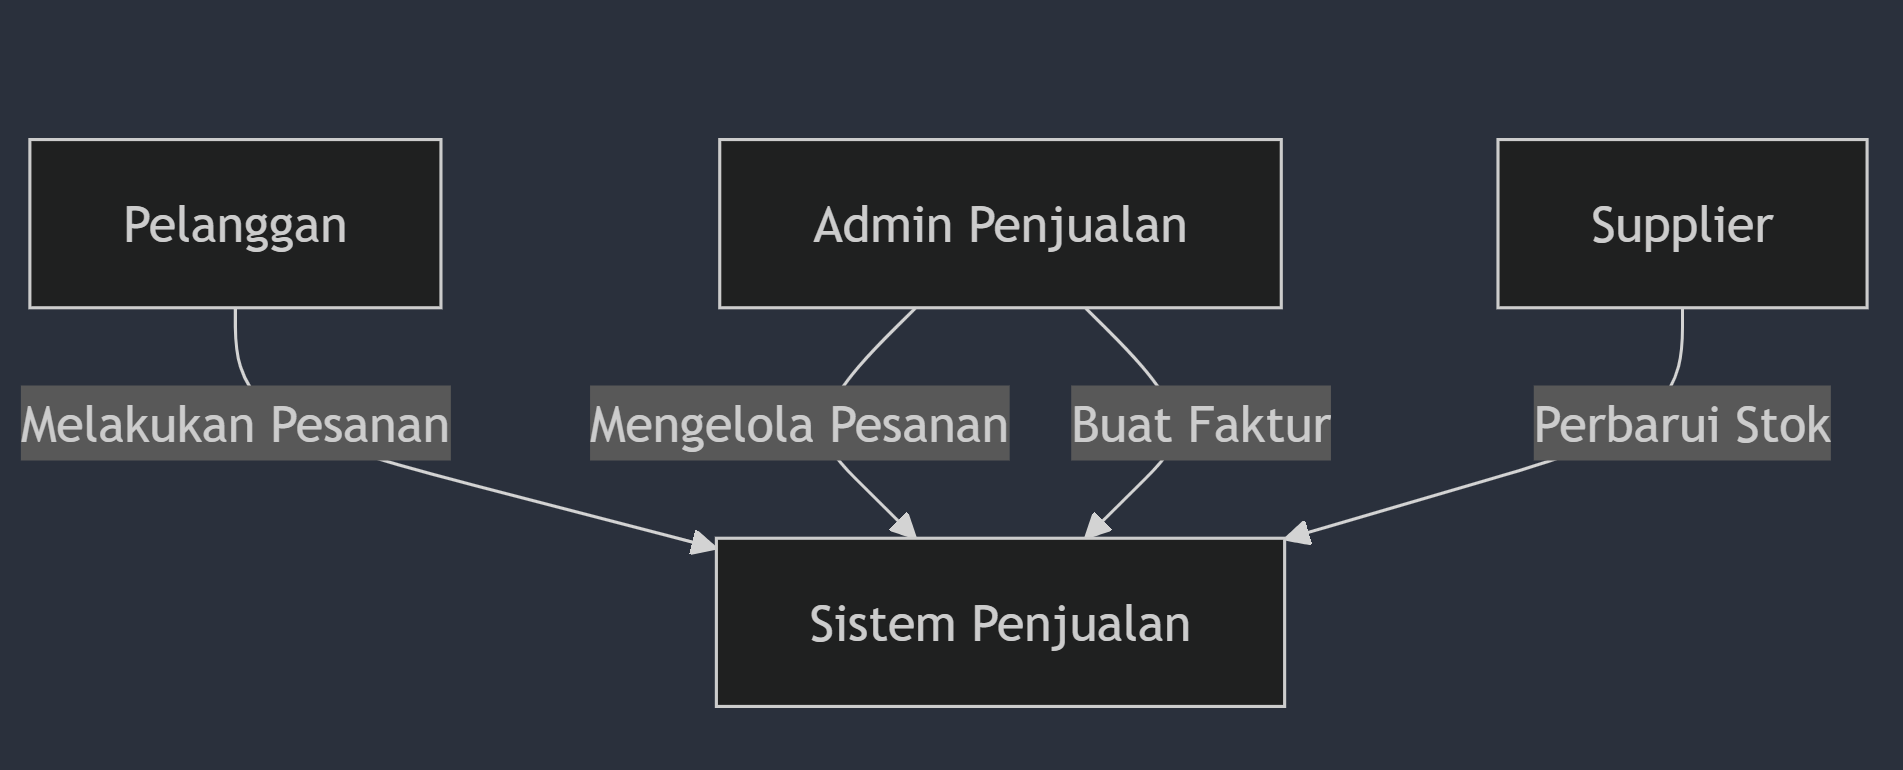 Pelanggan
Admin Penjualan
Supplier
Melakukan Pesanan
Mengelola Pesanan
Buat Faktur
Perbarui Stok
Sistem Penjualan